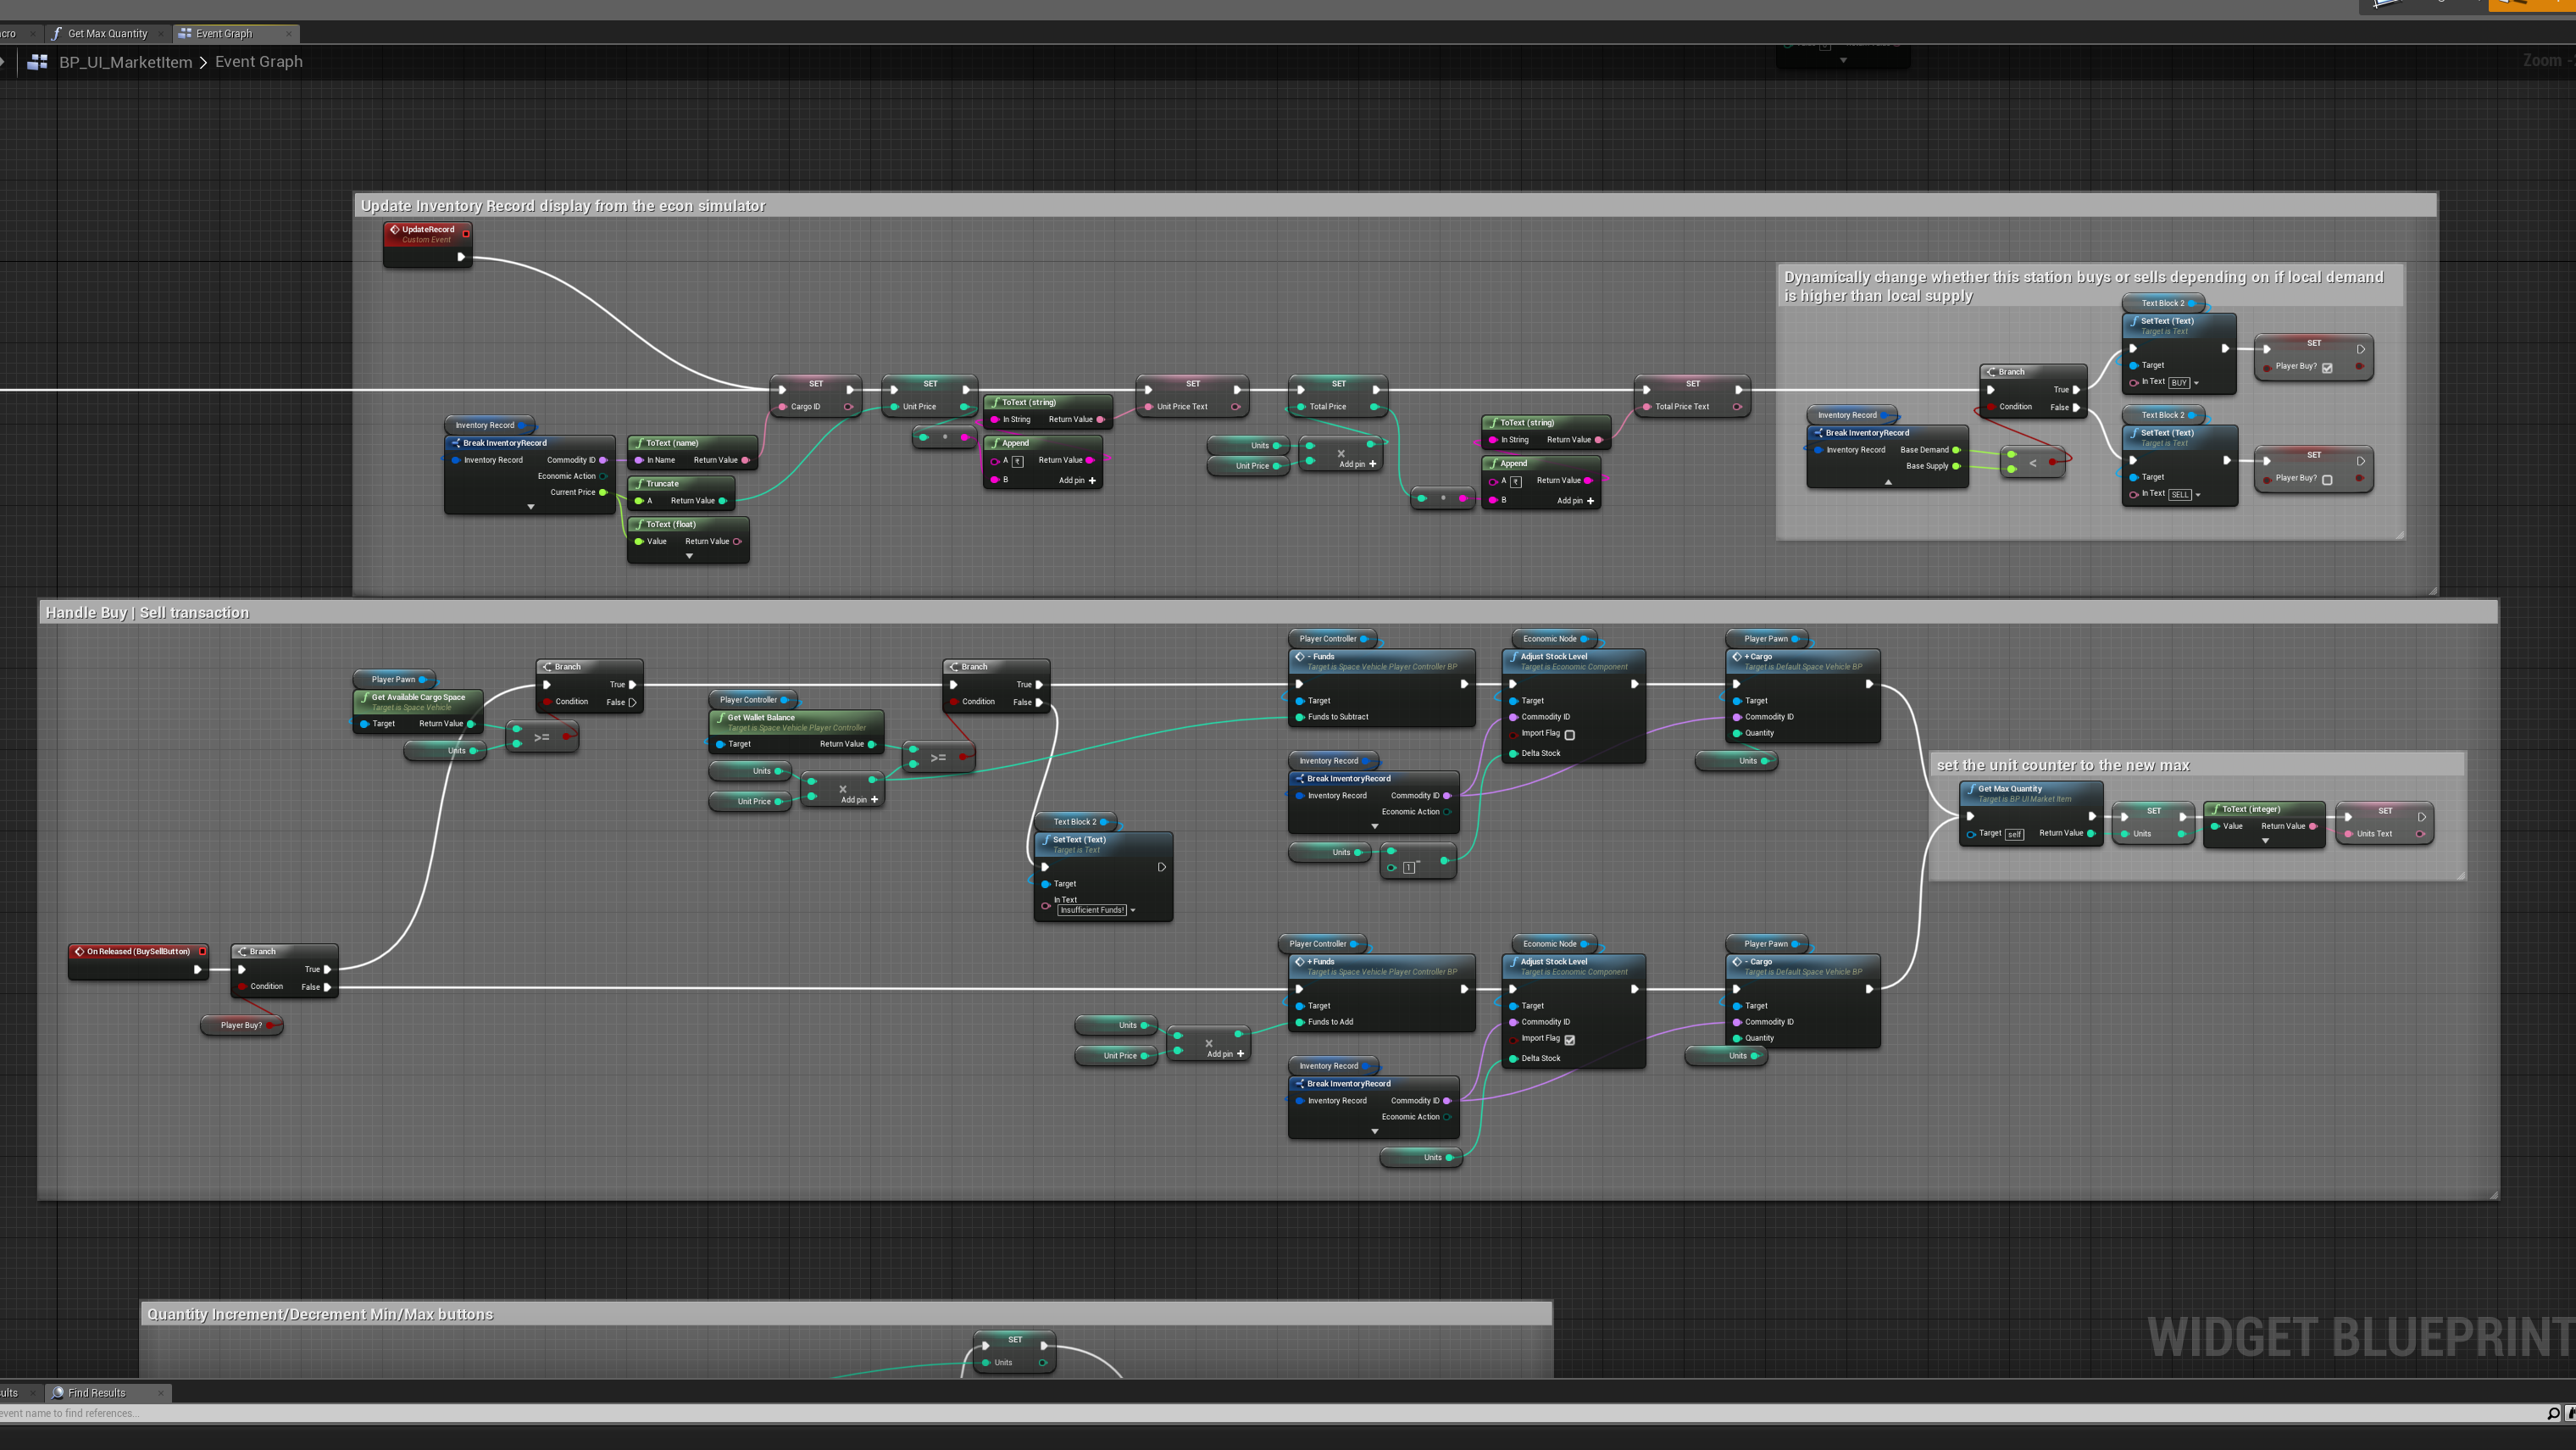 Get Max Quantity
Event Graph
BP_UI_MarketItem > Event Graph
Zoom
Update Inventory Record display from the econ simulator
UpdateRecord
Custom Event
Dynamically change whether this station buys or sells depending on if local demand
is higher than local supply
Text Block 2
SetText (Text)
Target is Text
Target
In Text BUY
SET
Player Buy?
Branch
True
Condition
False
Text Block 2
SetText (Text)
Target is Text
Target
In Text SELL
SET
Player Buy?
Inventory Record
Break InventoryRecord
Inventory Record
Base Demand
Base Supply
<
SET
Cargo ID
SET
Unit Price
SET
Unit Price Text
SET
Total Price
SET
Total Price Text
Inventory Record
Break InventoryRecord
Inventory Record
Commodity ID
Economic Action
Current Price
ToText (name)
In Name
Return Value
Truncate
A
Return Value
ToText (float)
Value
Return Value
ToText (string)
In String
Return Value
Append
A ₹
Return Value
B
Add pin +
Units
Unit Price
×
Add pin +
ToText (string)
In String
Return Value
Append
A ₹
Return Value
B
Add pin +
Handle Buy | Sell transaction
Player Pawn
Get Available Cargo Space
Target is Space Vehicle
Target
Return Value
Units
>=
Branch
True
Condition
False
Player Controller
Get Wallet Balance
Target is Space Vehicle Player Controller
Target
Return Value
Units
Unit Price
×
Add pin +
>=
Branch
True
Condition
False
Text Block 2
SetText (Text)
Target is Text
Target
In Text
Insufficient Funds!
Player Controller
- Funds
Target is Space Vehicle Player Controller BP
Target
Funds to Subtract
Inventory Record
Break InventoryRecord
Inventory Record
Commodity ID
Economic Action
Units
1
-
Economic Node
Adjust Stock Level
Target is Economic Component
Target
Commodity ID
Import Flag
Delta Stock
Player Pawn
+ Cargo
Target is Default Space Vehicle BP
Target
Commodity ID
Quantity
Units
set the unit counter to the new max
Get Max Quantity
Target is BP UI Market Item
Target self
Return Value
SET
Units
ToText (integer)
Value
Return Value
SET
Units Text
On Released (BuySellButton)
Branch
True
Condition
False
Player Buy?
Units
Unit Price
×
Add pin +
Player Controller
+ Funds
Target is Space Vehicle Player Controller BP
Target
Funds to Add
Inventory Record
Break InventoryRecord
Inventory Record
Commodity ID
Economic Action
Units
Economic Node
Adjust Stock Level
Target is Economic Component
Target
Commodity ID
Import Flag
Delta Stock
Player Pawn
- Cargo
Target is Default Space Vehicle BP
Target
Commodity ID
Quantity
Units
Quantity Increment/Decrement Min/Max buttons
SET
Units
WIDGET BLUEPRINT
Find Results
event name to find references...